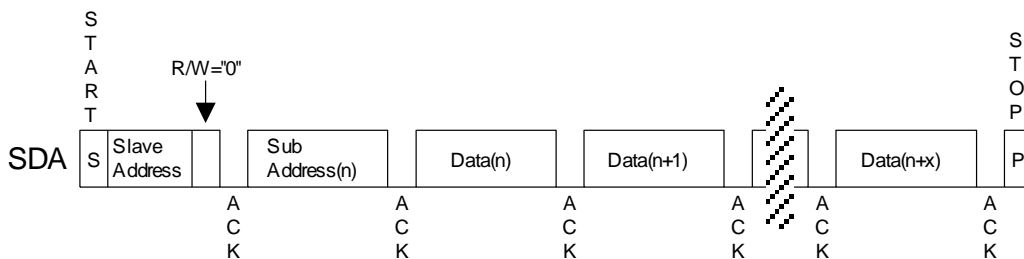 START
STOP
R/W="0"
SDA
S
Slave Address
Sub Address(n)
Data(n)
Data(n+1)
Data(n+x)
P
ACK
ACK
ACK
ACK
ACK
ACK